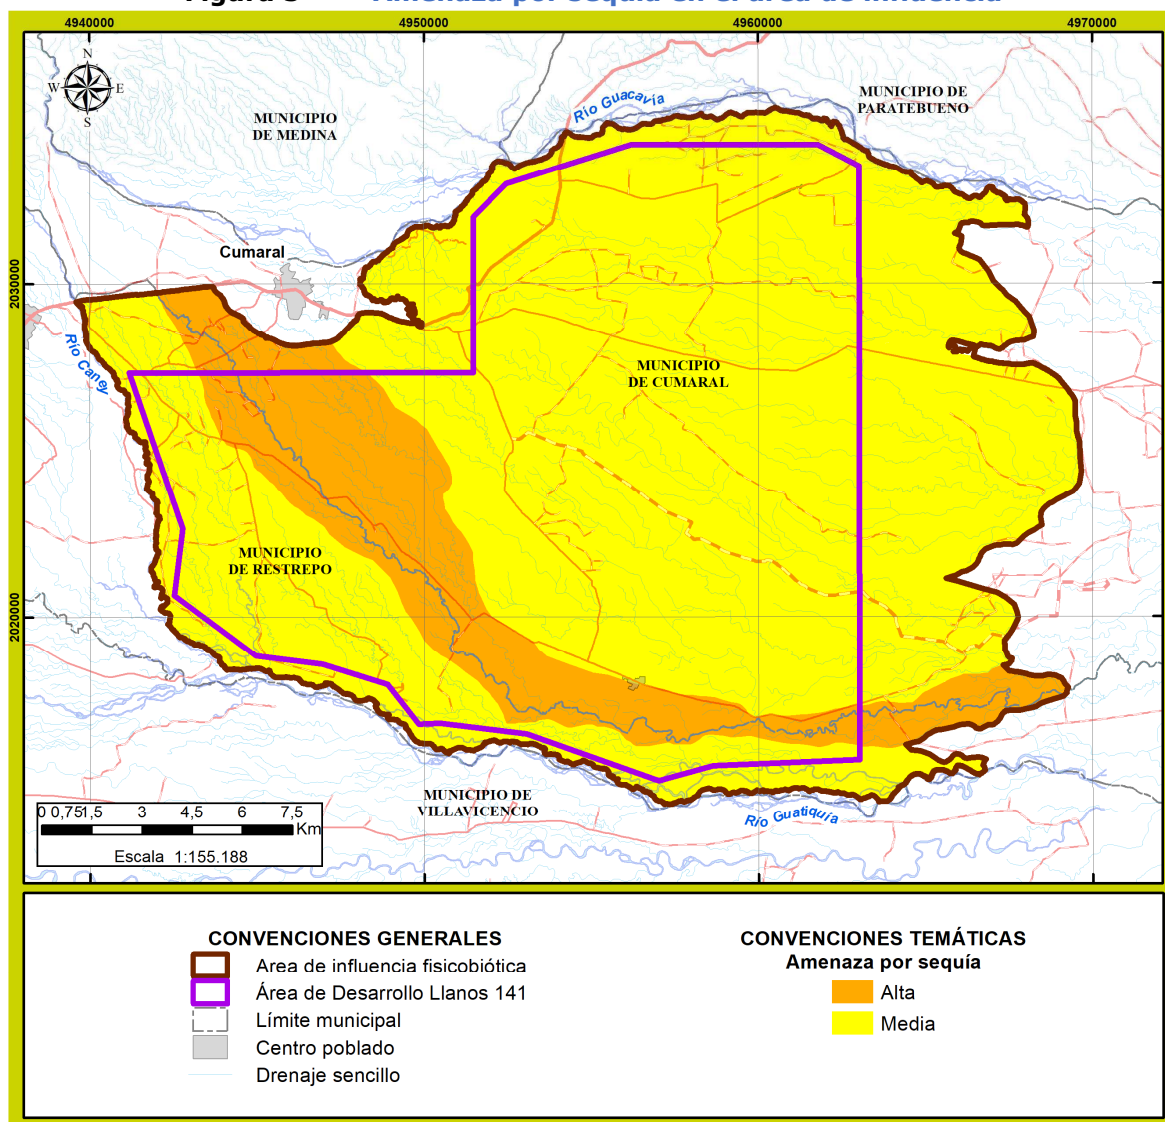 4940000
4950000
4960000
4970000
N
W
E
S
MUNICIPIO
DE MEDINA
Río Guacavía
MUNICIPIO DE
PARATEBUENO
Cumaral
2030000
Río Caney
MUNICIPIO
DE CUMARAL
MUNICIPIO
DE RESTREPO
2020000
MUNICIPIO DE
VILLAVICENCIO
Río Guatiquía
0 0,75 1,5 3 4,5 6 7,5
Km
Escala 1:155.188
CONVENCIONES GENERALES
Area de influencia fisicobiótica
Área de Desarrollo Llanos 141
Límite municipal
Centro poblado
Drenaje sencillo
CONVENCIONES TEMÁTICAS
Amenaza por sequía
Alta
Media